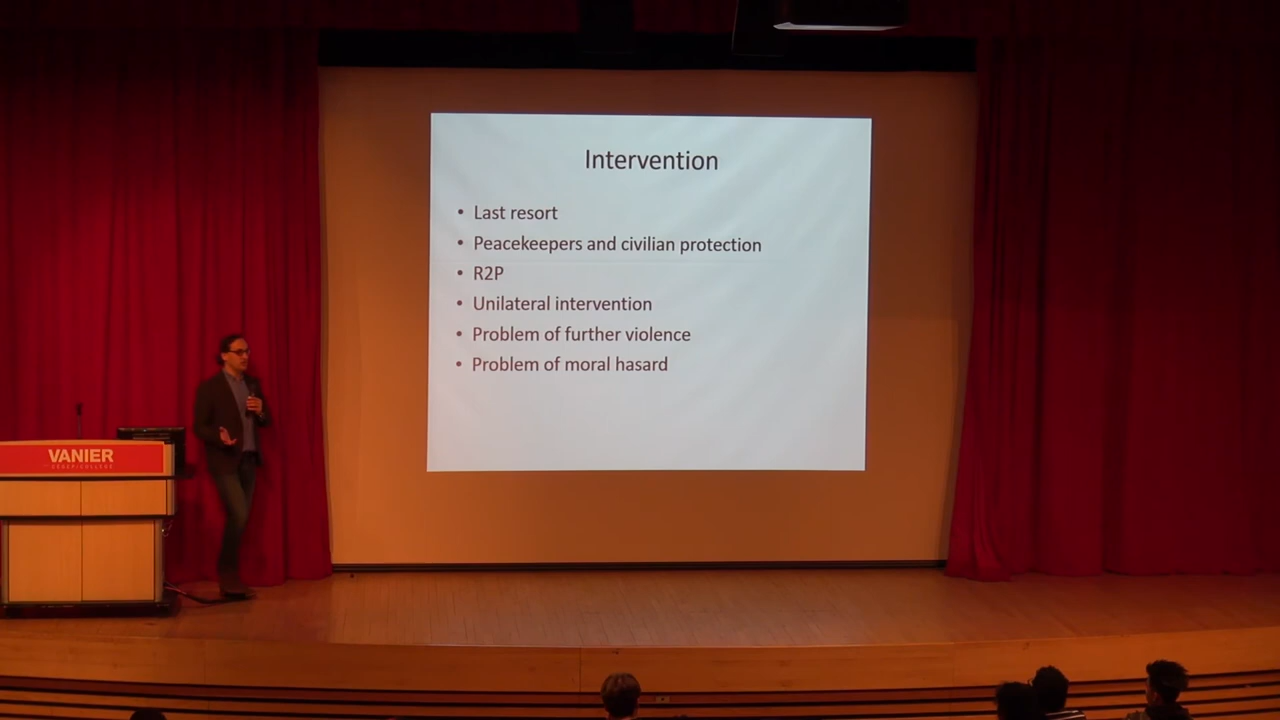 Intervention
• Last resort
• Peacekeepers and civilian protection
• R2P
• Unilateral intervention
• Problem of further violence
• Problem of moral hasard
VANIER